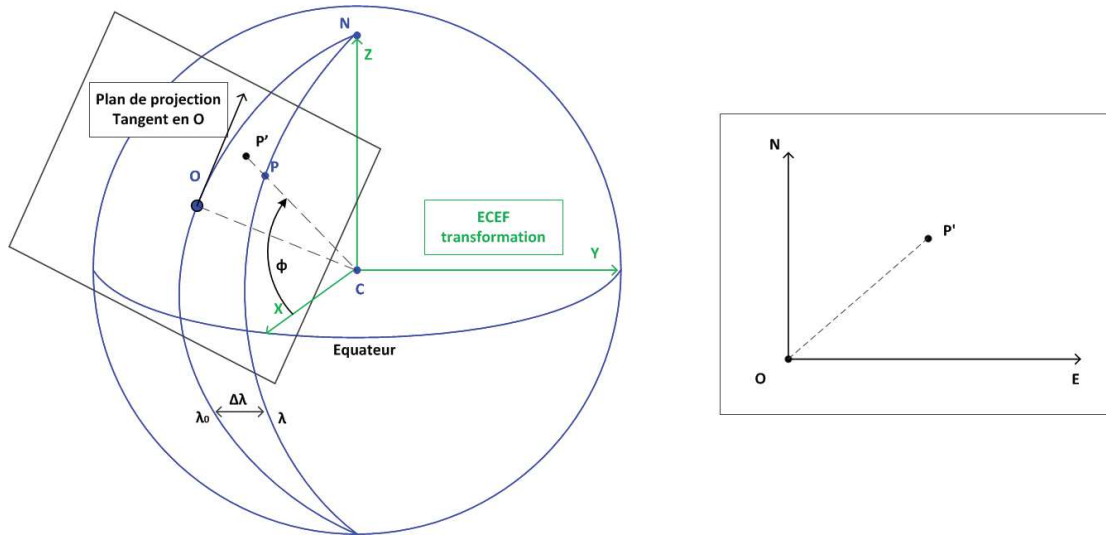 N
Z
Plan de projection
Tangent en O
P'
P
O
ECEF
transformation
Y
ϕ
C
X
Equateur
Δλ
λ₀
λ
N
P'
O
E